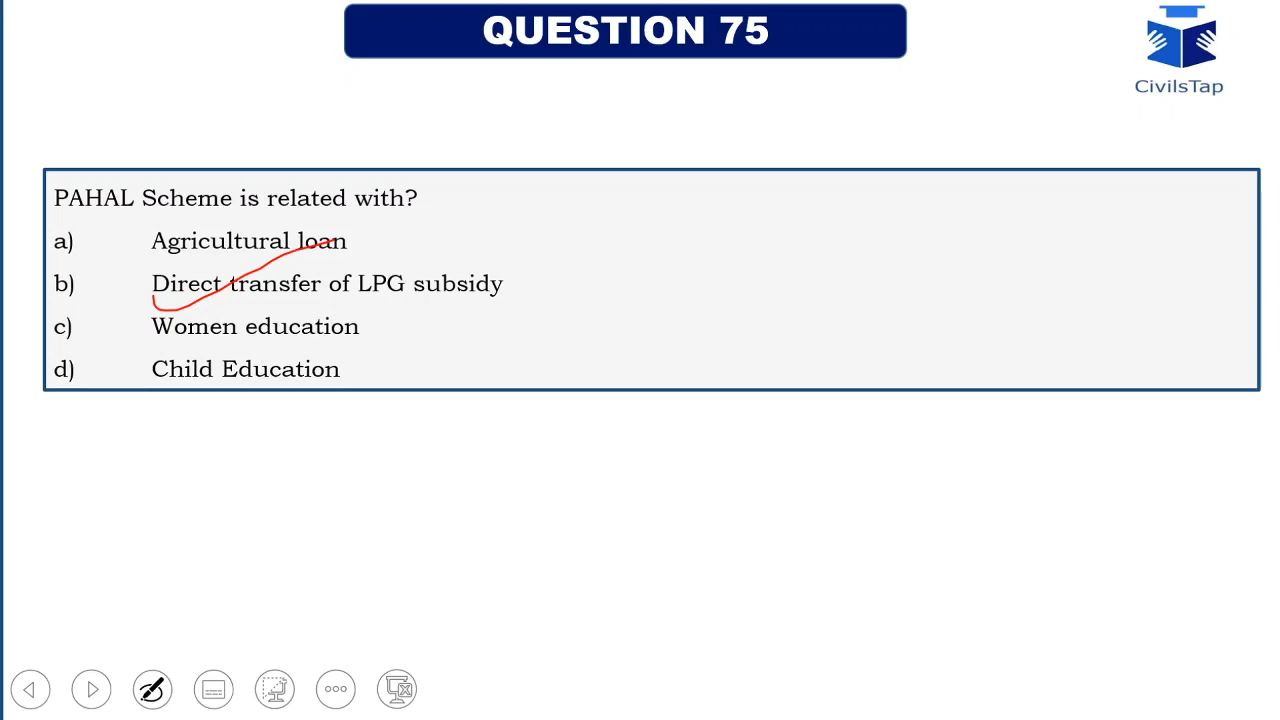 QUESTION 75
CivilsTap
PAHAL Scheme is related with?
a) Agricultural loan
b) Direct transfer of LPG subsidy
c) Women education
d) Child Education